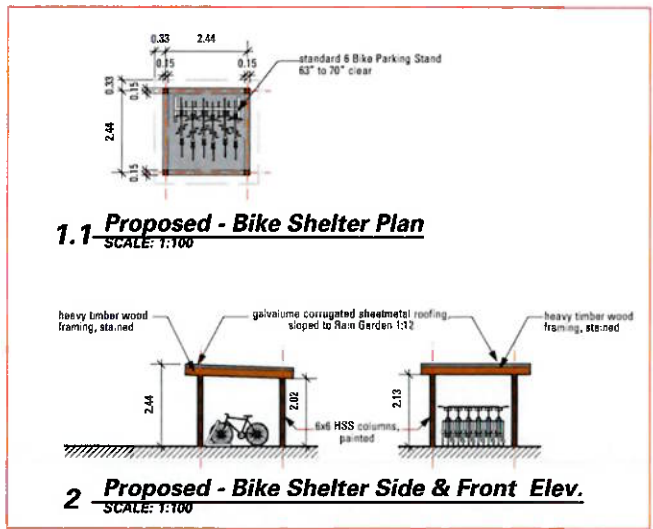 0.33 2.44
0.15 0.15
standard 6 Bike Parking Stand
63" to 70" clear
0.33
0.15
2.44
0.15
1.1 Proposed - Bike Shelter Plan
SCALE: 1:100
heavy timber wood
framing, stained
galvalume corrugated sheetmetal roofing,
sloped to Rain Garden 1:12
heavy timber wood
framing, stained
2.44
2.02
2.13
6x6 HSS columns,
painted
2 Proposed - Bike Shelter Side & Front Elev.
SCALE: 1:100